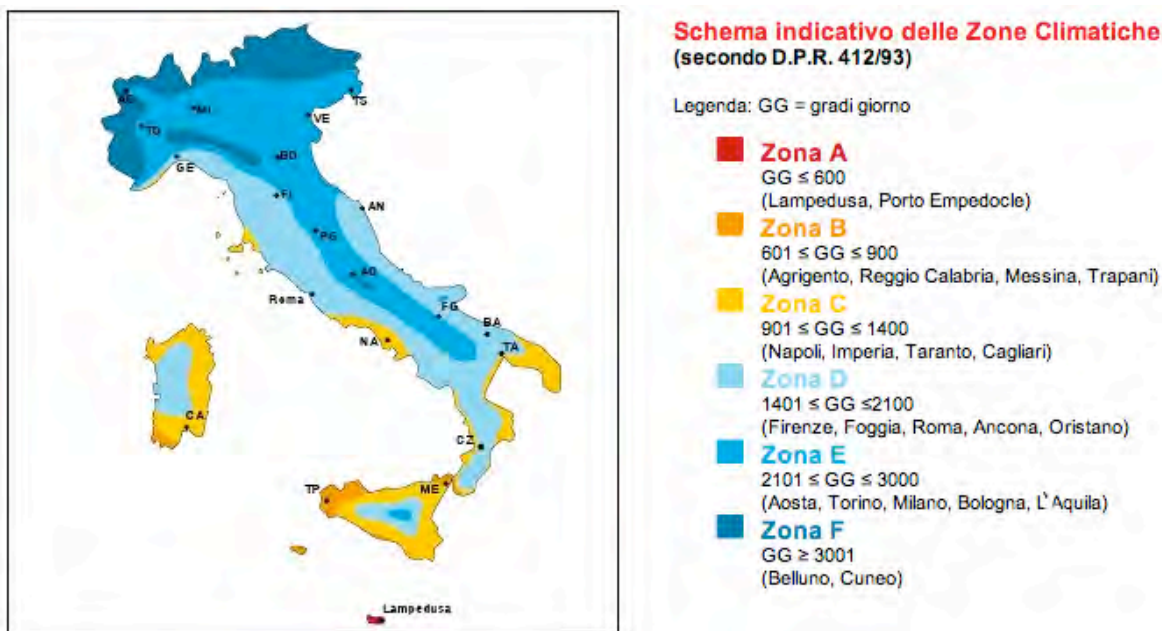 AO
MI
TS
TO
VE
GE
BO
FI
AN
PG
AQ
Roma
FG
BA
NA
TA
CA
CZ
TP
ME
Lampedusa
Schema indicativo delle Zone Climatiche
(secondo D.P.R. 412/93)
Legenda: GG = gradi giorno
Zona A
GG ≤ 600
(Lampedusa, Porto Empedocle)
Zona B
601 ≤ GG ≤ 900
(Agrigento, Reggio Calabria, Messina, Trapani)
Zona C
901 ≤ GG ≤ 1400
(Napoli, Imperia, Taranto, Cagliari)
Zona D
1401 ≤ GG ≤2100
(Firenze, Foggia, Roma, Ancona, Oristano)
Zona E
2101 ≤ GG ≤ 3000
(Aosta, Torino, Milano, Bologna, L`Aquila)
Zona F
GG ≥ 3001
(Belluno, Cuneo)